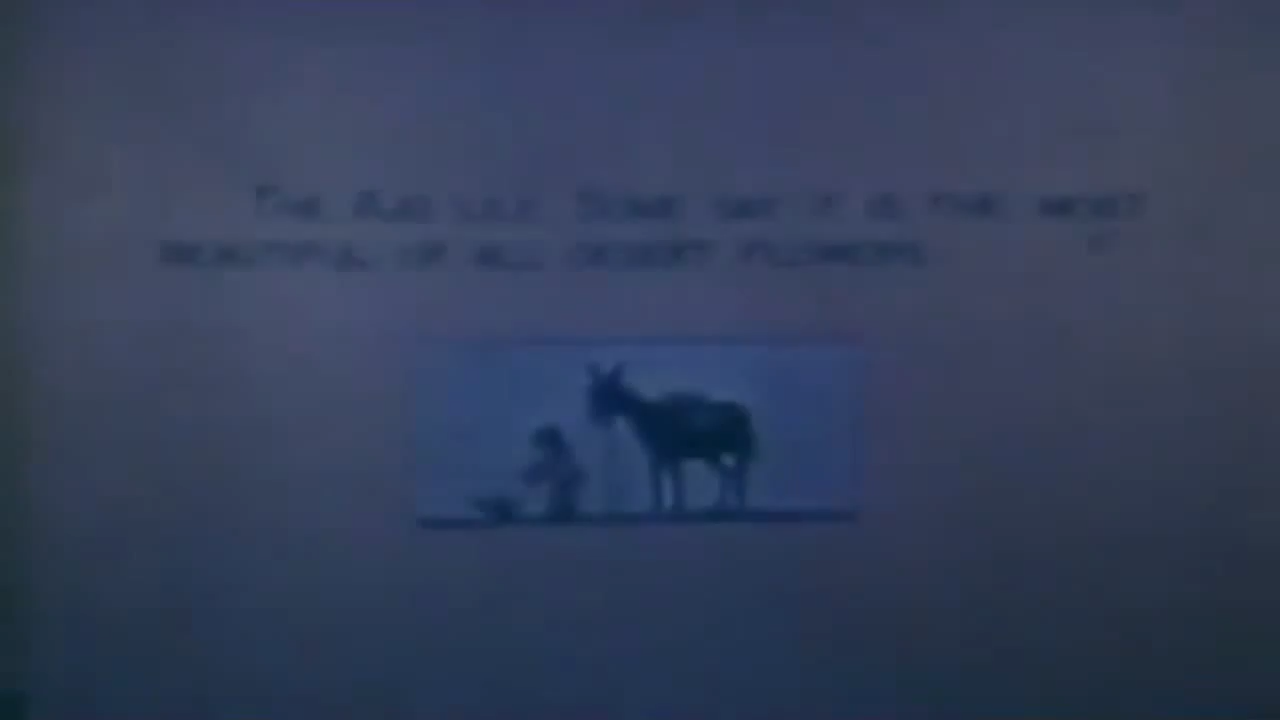 The Ajo Lily. Some say it is the most
beautiful of all desert flowers.